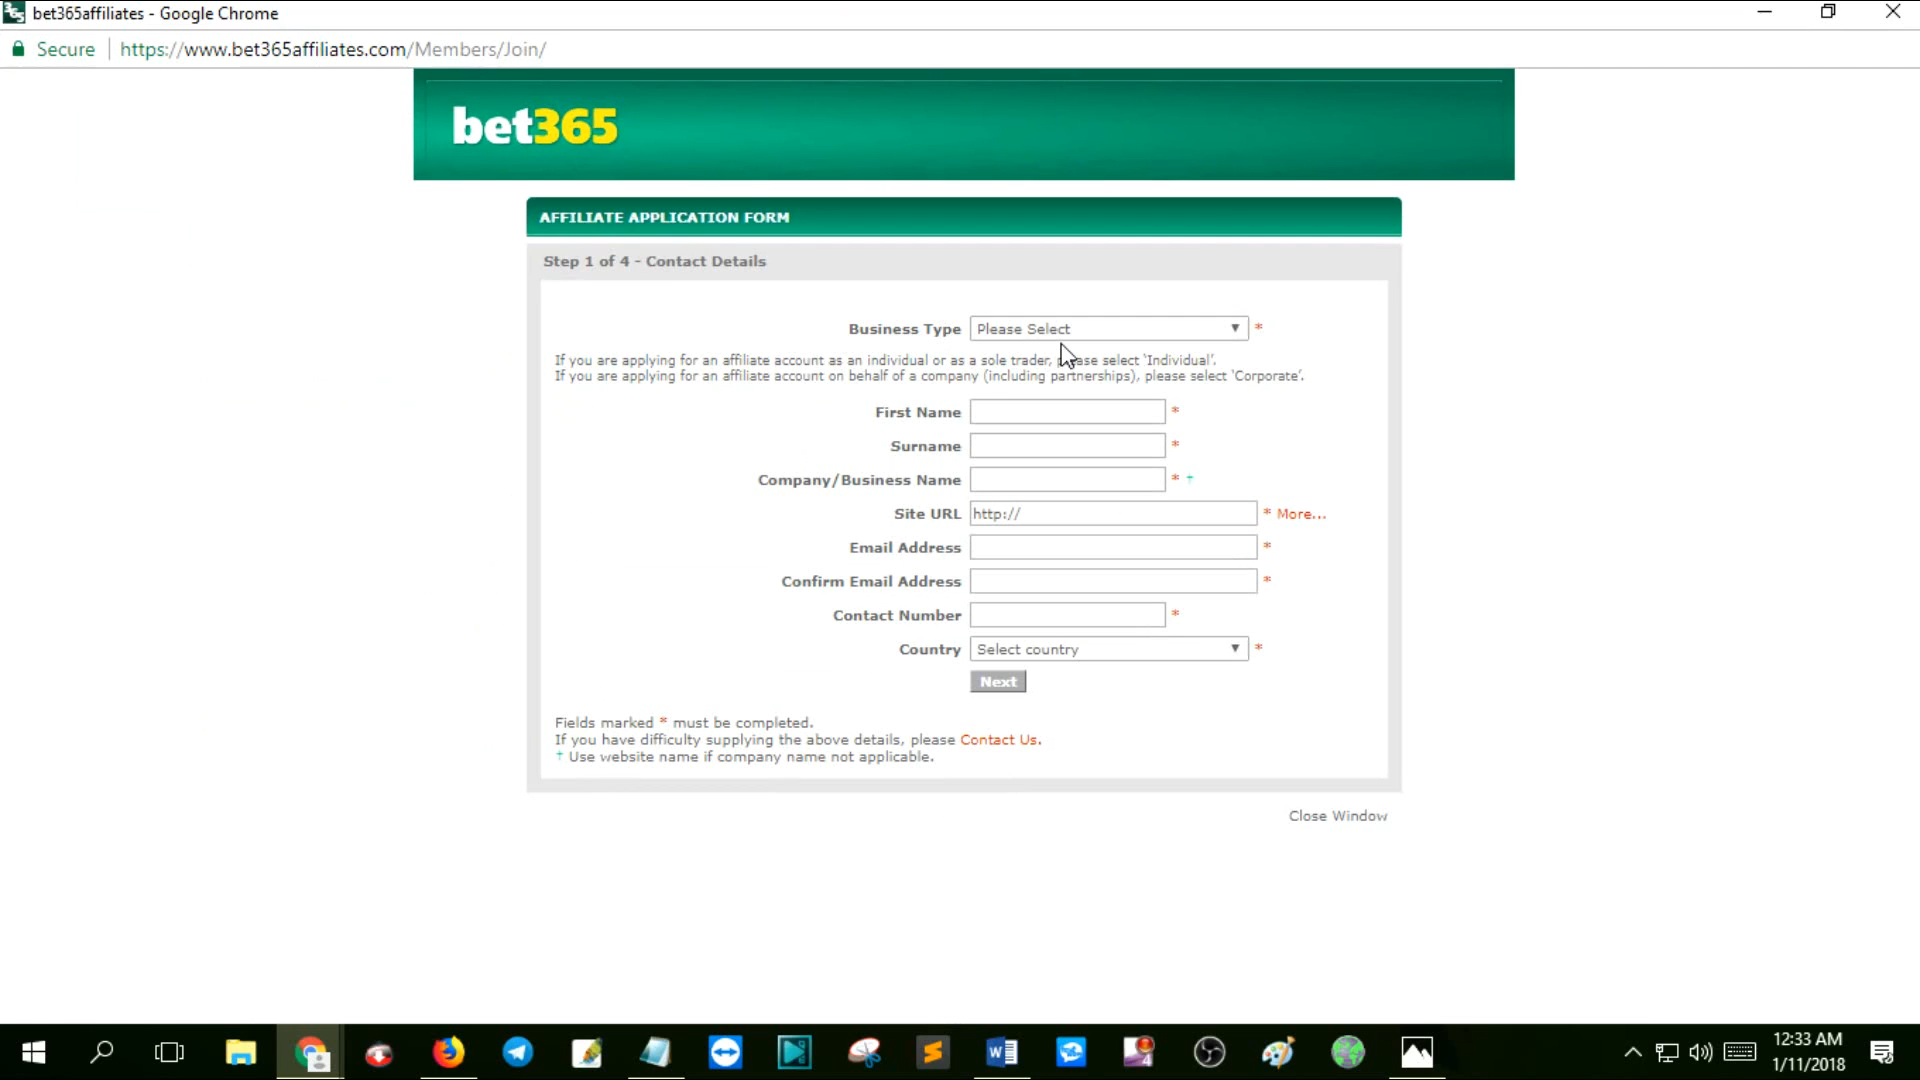 bet365affiliates - Google Chrome
Secure https://www.bet365affiliates.com/Members/Join/
bet365
AFFILIATE APPLICATION FORM
Step 1 of 4 - Contact Details
Business Type Please Select *
If you are applying for an affiliate account as an individual or as a sole trader, please select 'Individual'.
If you are applying for an affiliate account on behalf of a company (including partnerships), please select 'Corporate'.
First Name *
Surname *
Company/Business Name * †
Site URL http:// * More...
Email Address *
Confirm Email Address *
Contact Number *
Country Select country *
Next
Fields marked * must be completed.
If you have difficulty supplying the above details, please Contact Us.
† Use website name if company name not applicable.
Close Window
12:33 AM
1/11/2018